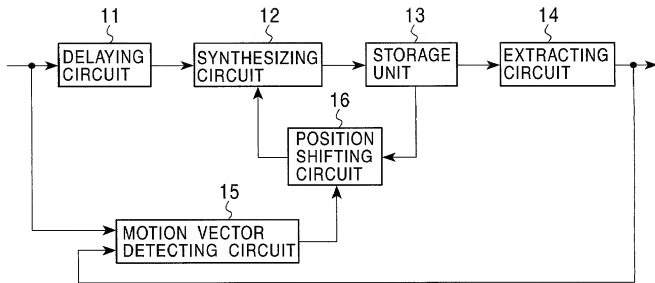 11
12
13
14
DELAYING
CIRCUIT
SYNTHESIZING
CIRCUIT
STORAGE
UNIT
EXTRACTING
CIRCUIT
16
POSITION
SHIFTING
CIRCUIT
15
MOTION VECTOR
DETECTING CIRCUIT